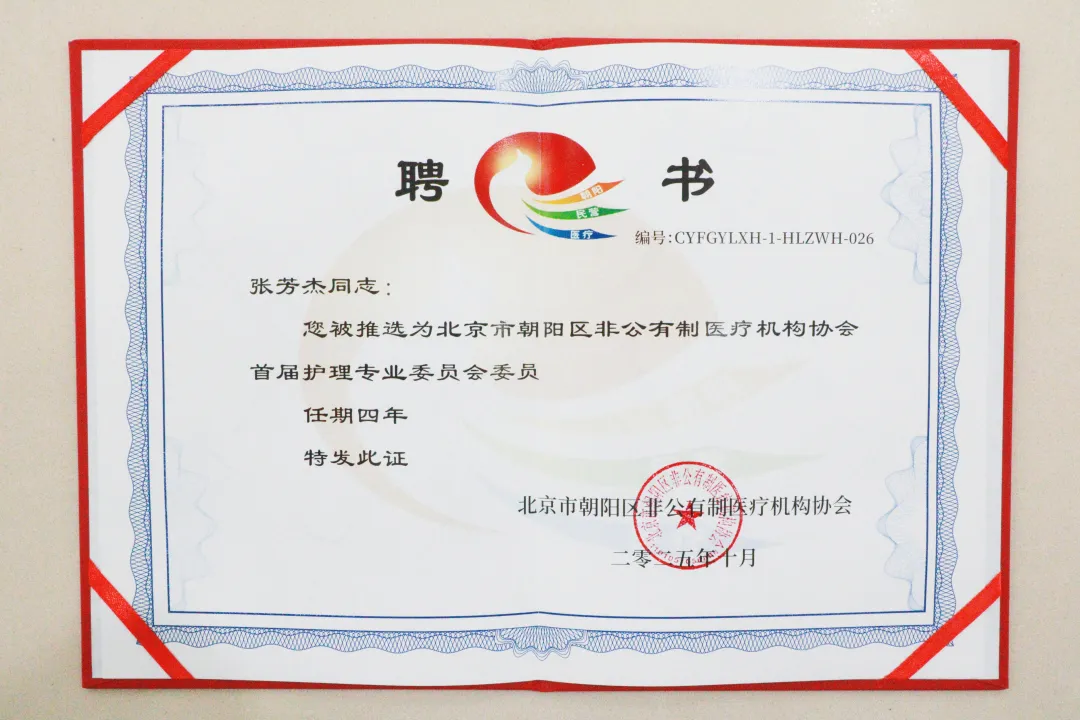 聘 书
朝阳
民营
医疗
编号:CYFGYLXH-1-HLZWH-026
张芳杰同志:
您被推选为北京市朝阳区非公有制医疗机构协会
首届护理专业委员会委员
任期四年
特发此证
北京市朝阳区非公有制医疗机构协会
二零二五年十月